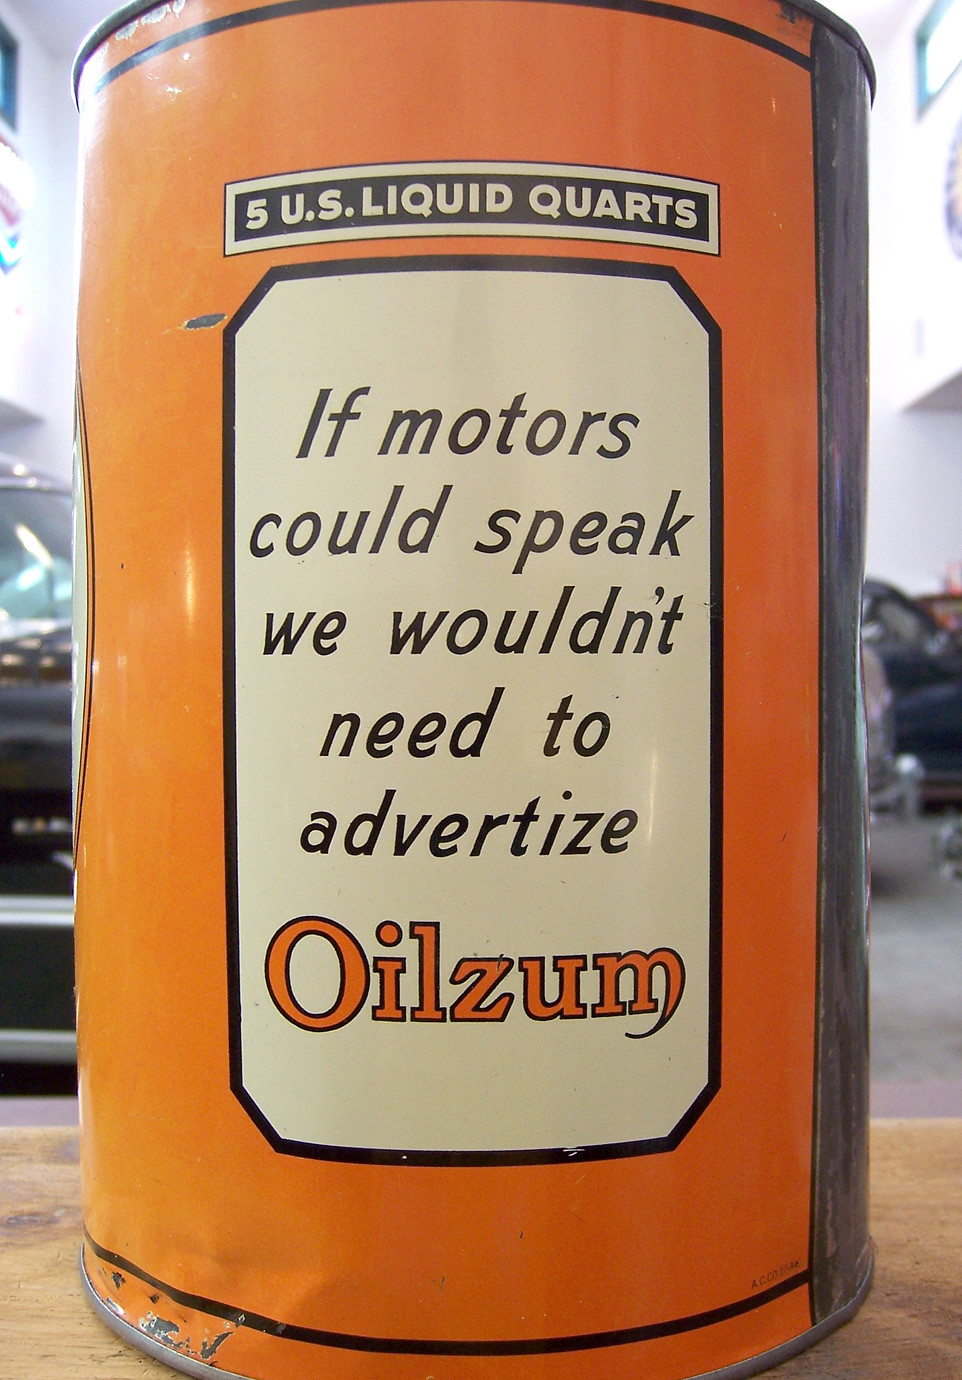 5 U.S. LIQUID QUARTS
If motors
could speak
we wouldn't
need to
advertize
Oilzum